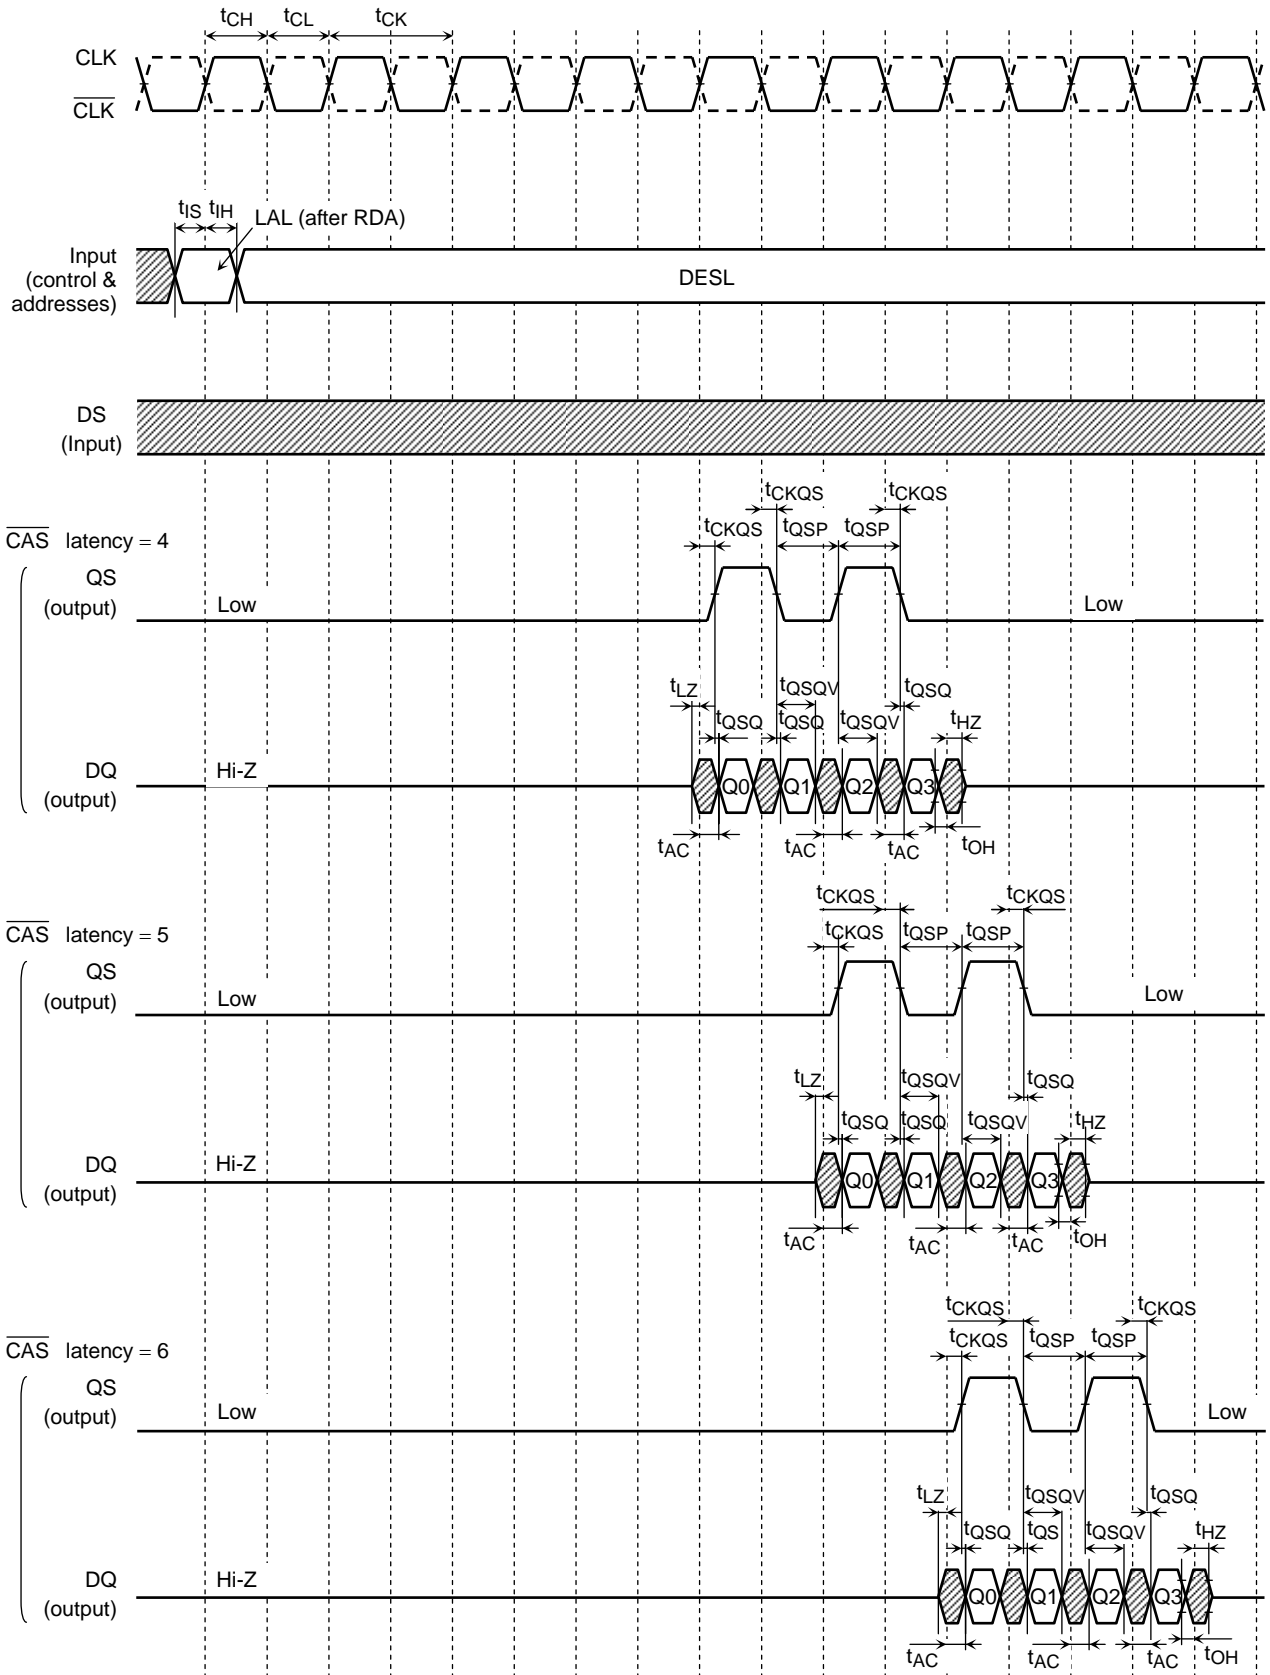 tCH tCL tCK
CLK
CLK
tIS tIH LAL (after RDA)
Input
(control &
addresses)
DESL
DS
(Input)
tCKQS tCKQS
tCKQS tQSP tQSP
CAS latency = 4
QS
(output)
Low Low
tLZ tQSQV tQSQ
tQSQ tQSQ tQSQV tHZ
DQ
(output)
Hi-Z Q0 Q1 Q2 Q3
tAC tAC tAC tOH
tCKQS tCKQS
tCKQS tQSP tQSP
CAS latency = 5
QS
(output)
Low Low
tLZ tQSQV tQSQ
tQSQ tQSQ tQSQV tHZ
DQ
(output)
Hi-Z Q0 Q1 Q2 Q3
tAC tAC tAC tOH
tCKQS tCKQS
tCKQS tQSP tQSP
CAS latency = 6
QS
(output)
Low Low
tLZ tQSQV tQSQ
tQSQ tQS tQSQV tHZ
DQ
(output)
Hi-Z Q0 Q1 Q2 Q3
tAC tAC tAC tOH